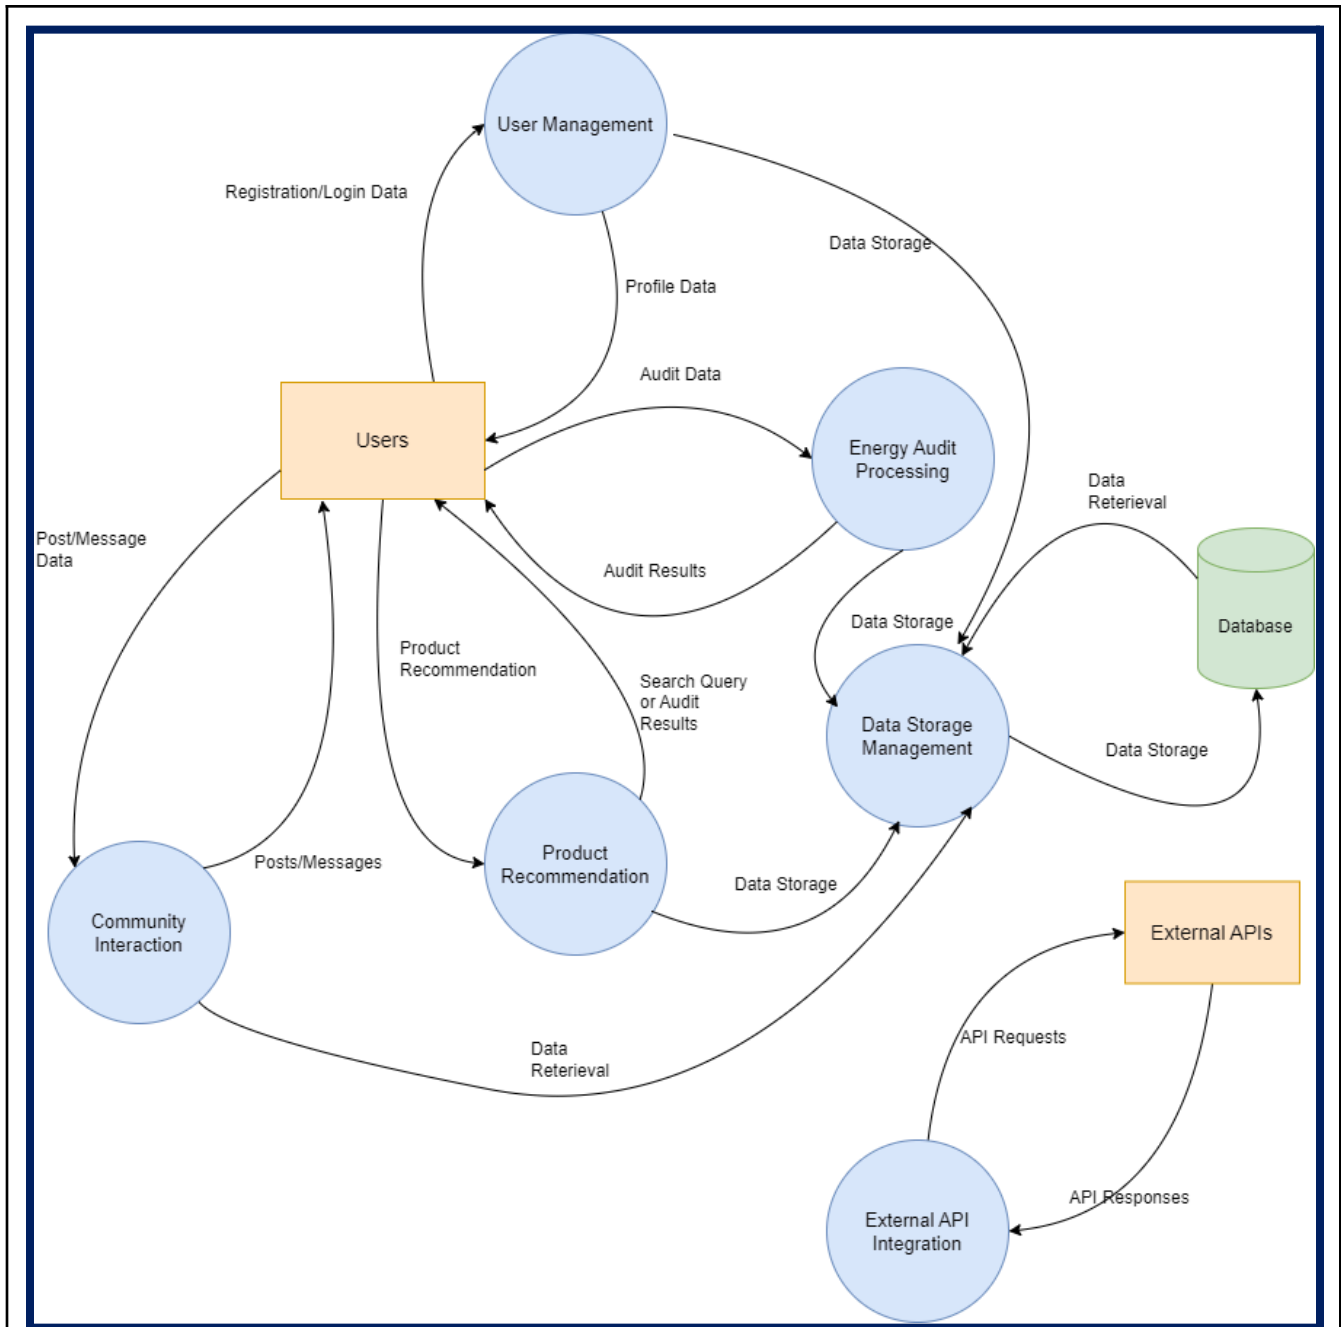 User Management
Registration/Login Data
Data Storage
Profile Data
Audit Data
Users
Energy Audit
Processing
Data
Reterieval
Post/Message
Data
Audit Results
Data Storage
Database
Product
Recommendation
Search Query
or Audit
Results
Data Storage
Management
Data Storage
Product
Recommendation
Posts/Messages
Data Storage
Community
Interaction
External APIs
Data
Reterieval
API Requests
API Responses
External API
Integration